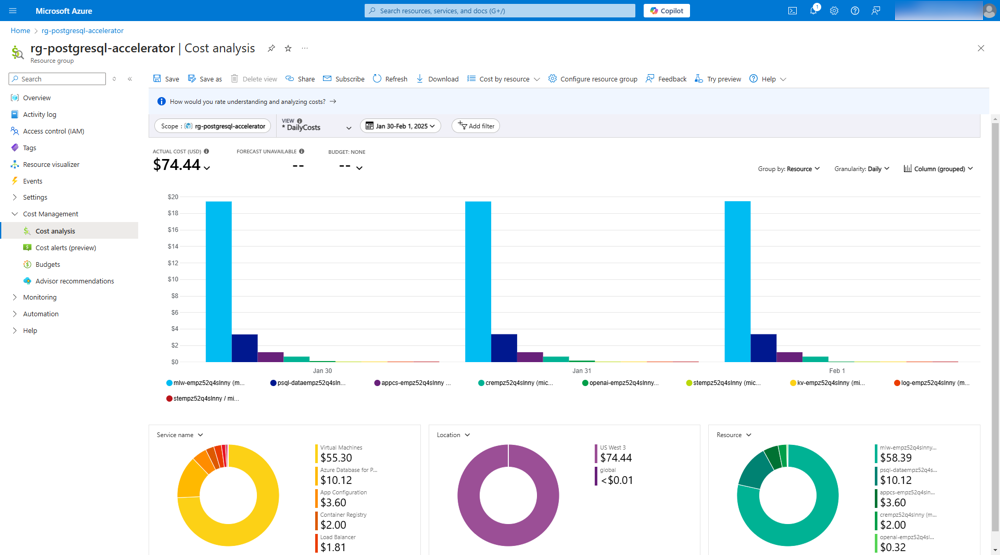 Microsoft Azure
Search resources, services, and docs (G+/)
Copilot
1
Home > rg-postgresql-accelerator >
rg-postgresql-accelerator | Cost analysis
Resource group
Search
Overview
Activity log
Access control (IAM)
Tags
Resource visualizer
Events
Settings
Cost Management
Cost analysis
Cost alerts (preview)
Budgets
Advisor recommendations
Monitoring
Automation
Help
Save
Save as
Delete view
Share
Subscribe
Refresh
Download
Cost by resource
Configure resource group
Feedback
Try preview
Help
How would you rate understanding and analyzing costs? →
Scope : rg-postgresql-accelerator
VIEW
* DailyCosts
Jan 30-Feb 1, 2025
Add filter
ACTUAL COST (USD)
$74.44
FORECAST UNAVAILABLE
--
BUDGET: NONE
--
Group by: Resource
Granularity: Daily
Column (grouped)
$20
$18
$16
$14
$12
$10
$8
$6
$4
$2
$0
Jan 30
Jan 31
Feb 1
mlw-empz52q4slnny (m...
psql-dataempz52q4sln...
appcs-empz52q4slnny ...
crempz52q4slnny (mic...
openai-empz52q4slnny...
stempz52q4slnny (mic...
kv-empz52q4slnny (mi...
log-empz52q4slnny (m...
stempz52q4slnny / mi...
Service name
Virtual Machines
$55.30
Azure Database for P...
$10.12
App Configuration
$3.60
Container Registry
$2.00
Load Balancer
$1.81
Location
US West 3
$74.44
global
<$0.01
Resource
mlw-empz52q4slnny...
$58.39
psql-dataempz52q4s...
$10.12
appcs-empz52q4sln...
$3.60
crempz52q4slnny (m...
$2.00
openai-empz52q4sl...
$0.32